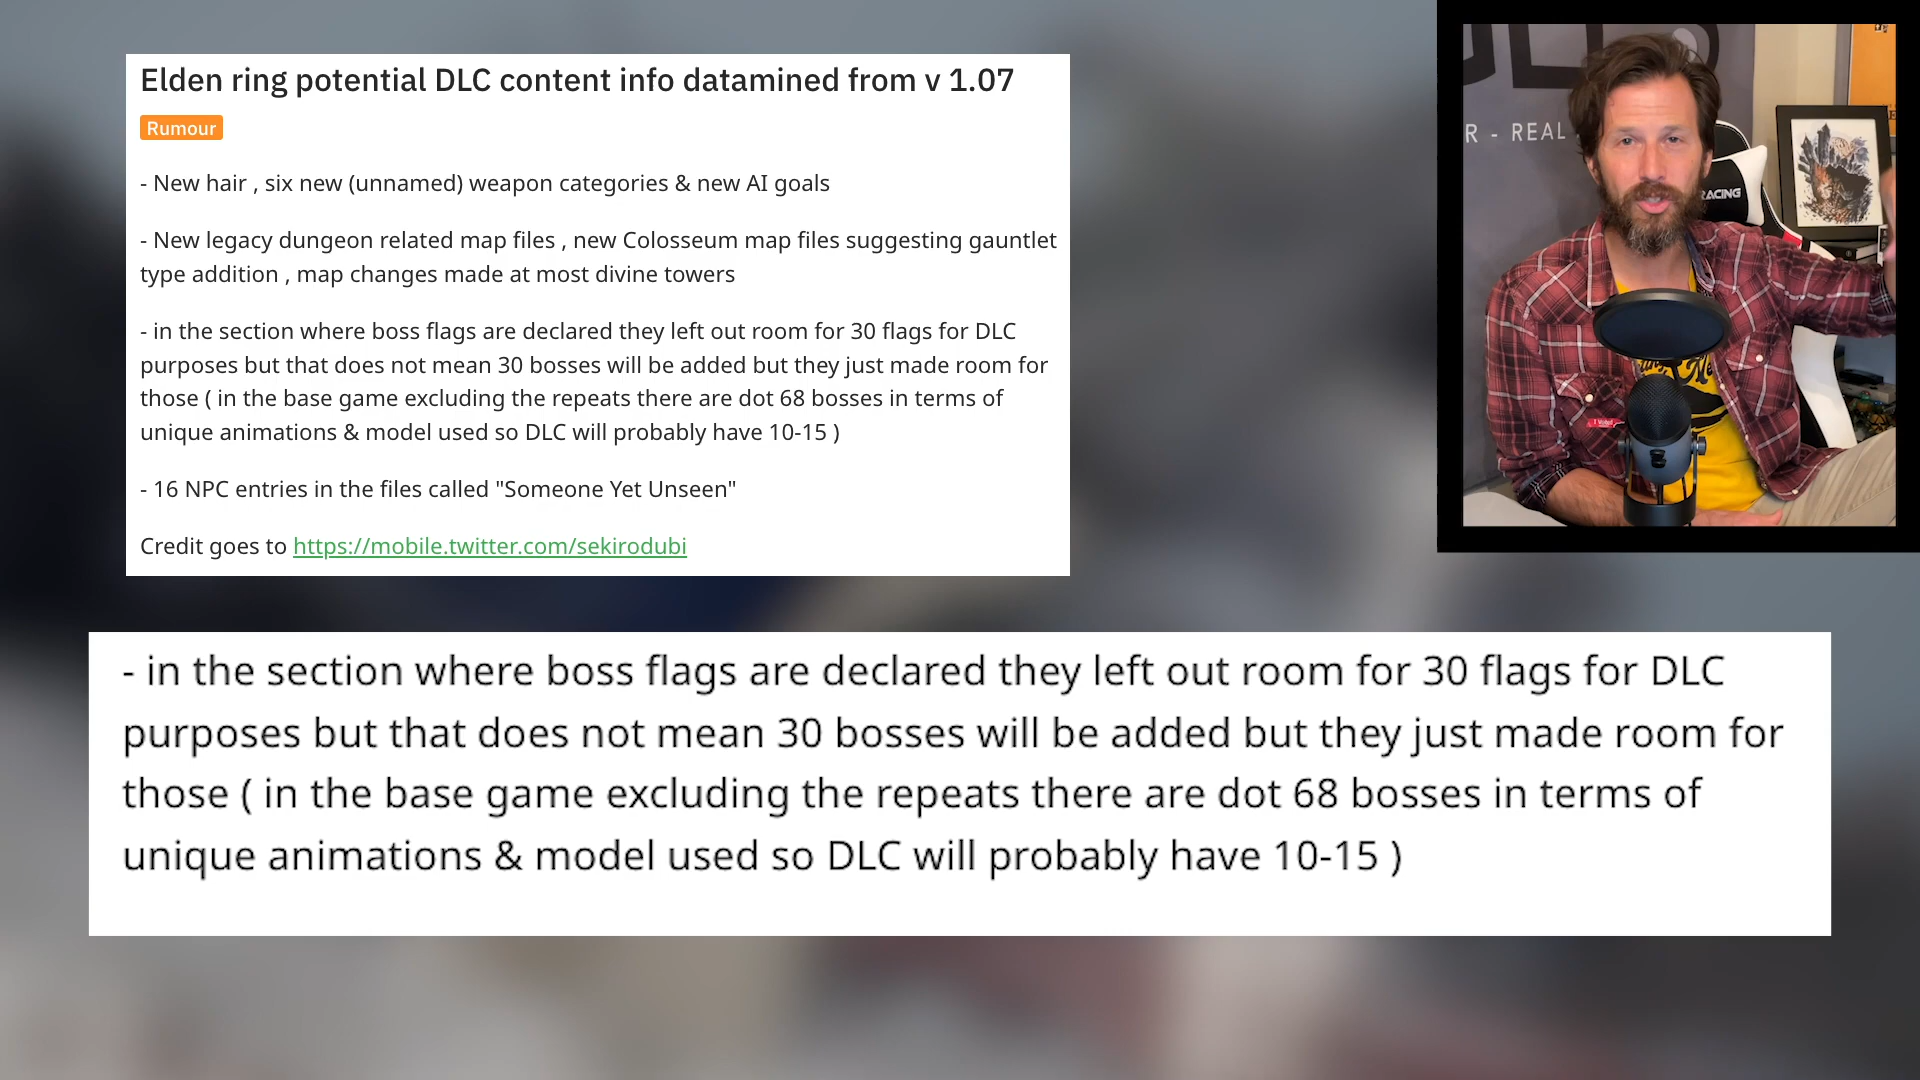 Elden ring potential DLC content info datamined from v 1.07
Rumour
- New hair , six new (unnamed) weapon categories & new AI goals
- New legacy dungeon related map files , new Colosseum map files suggesting gauntlet
type addition , map changes made at most divine towers
- in the section where boss flags are declared they left out room for 30 flags for DLC
purposes but that does not mean 30 bosses will be added but they just made room for
those ( in the base game excluding the repeats there are dot 68 bosses in terms of
unique animations & model used so DLC will probably have 10-15 )
- 16 NPC entries in the files called "Someone Yet Unseen"
Credit goes to https://mobile.twitter.com/sekirodubi
R - REAL
RACING
- in the section where boss flags are declared they left out room for 30 flags for DLC
purposes but that does not mean 30 bosses will be added but they just made room for
those ( in the base game excluding the repeats there are dot 68 bosses in terms of
unique animations & model used so DLC will probably have 10-15 )